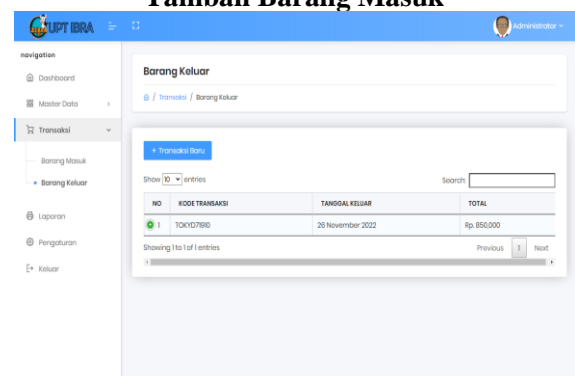 Tambah Barang Masuk
UPT IBRA
Administrator
navigation
Dashboard
Master Data
Transaksi
Barang Masuk
Barang Keluar
Laporan
Pengaturan
Keluar
Barang Keluar
/ Transaksi / Barang Keluar
+ Transaksi Baru
Show 10 entries
Search:
NO KODE TRANSAKSI TANGGAL KELUAR TOTAL
1 26 November 2022 Rp. 850,000
Showing 1 to 1 of 1 entries
Previous 1 Next